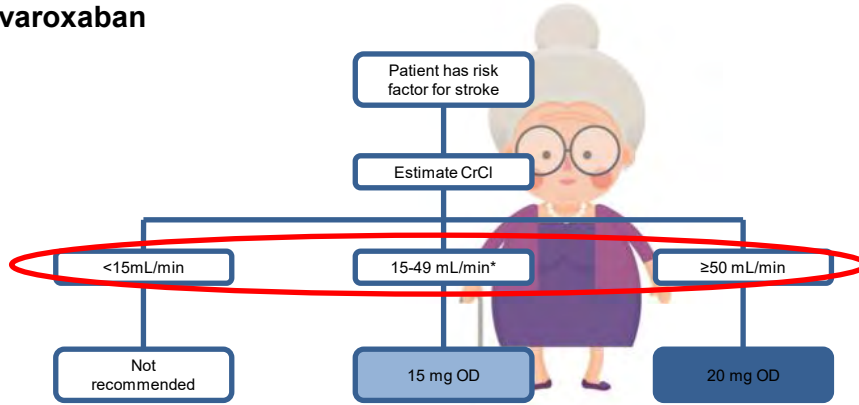 varoxaban
Patient has risk
factor for stroke
Estimate CrCl
<15mL/min
15-49 mL/min*
≥50 mL/min
Not
recommended
15 mg OD
20 mg OD